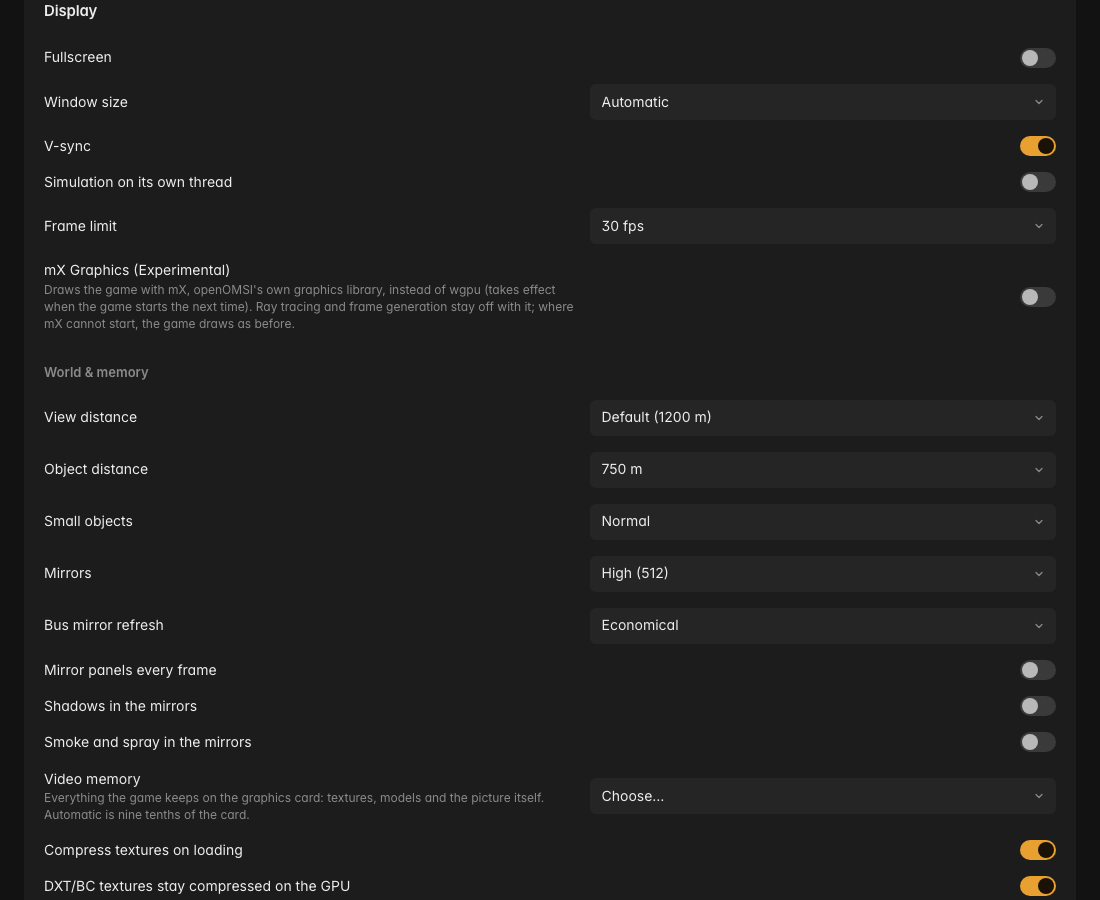 Display
Fullscreen
Window size
Automatic
V-sync
Simulation on its own thread
Frame limit
30 fps
mX Graphics (Experimental)
Draws the game with mX, openOMSI's own graphics library, instead of wgpu (takes effect
when the game starts the next time). Ray tracing and frame generation stay off with it; where
mX cannot start, the game draws as before.
World & memory
View distance
Default (1200 m)
Object distance
750 m
Small objects
Normal
Mirrors
High (512)
Bus mirror refresh
Economical
Mirror panels every frame
Shadows in the mirrors
Smoke and spray in the mirrors
Video memory
Everything the game keeps on the graphics card: textures, models and the picture itself.
Automatic is nine tenths of the card.
Choose...
Compress textures on loading
DXT/BC textures stay compressed on the GPU